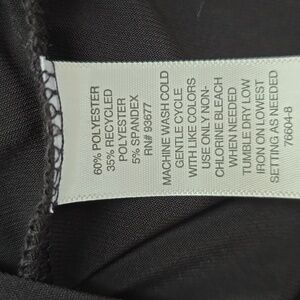 60% POLYESTER
35% RECYCLED
POLYESTER
5% SPANDEX
RN# 93677
MACHINE WASH COLD
GENTLE CYCLE
WITH LIKE COLORS
USE ONLY NON-
CHLORINE BLEACH
WHEN NEEDED
TUMBLE DRY LOW
IRON ON LOWEST
SETTING AS NEEDED
76604-8